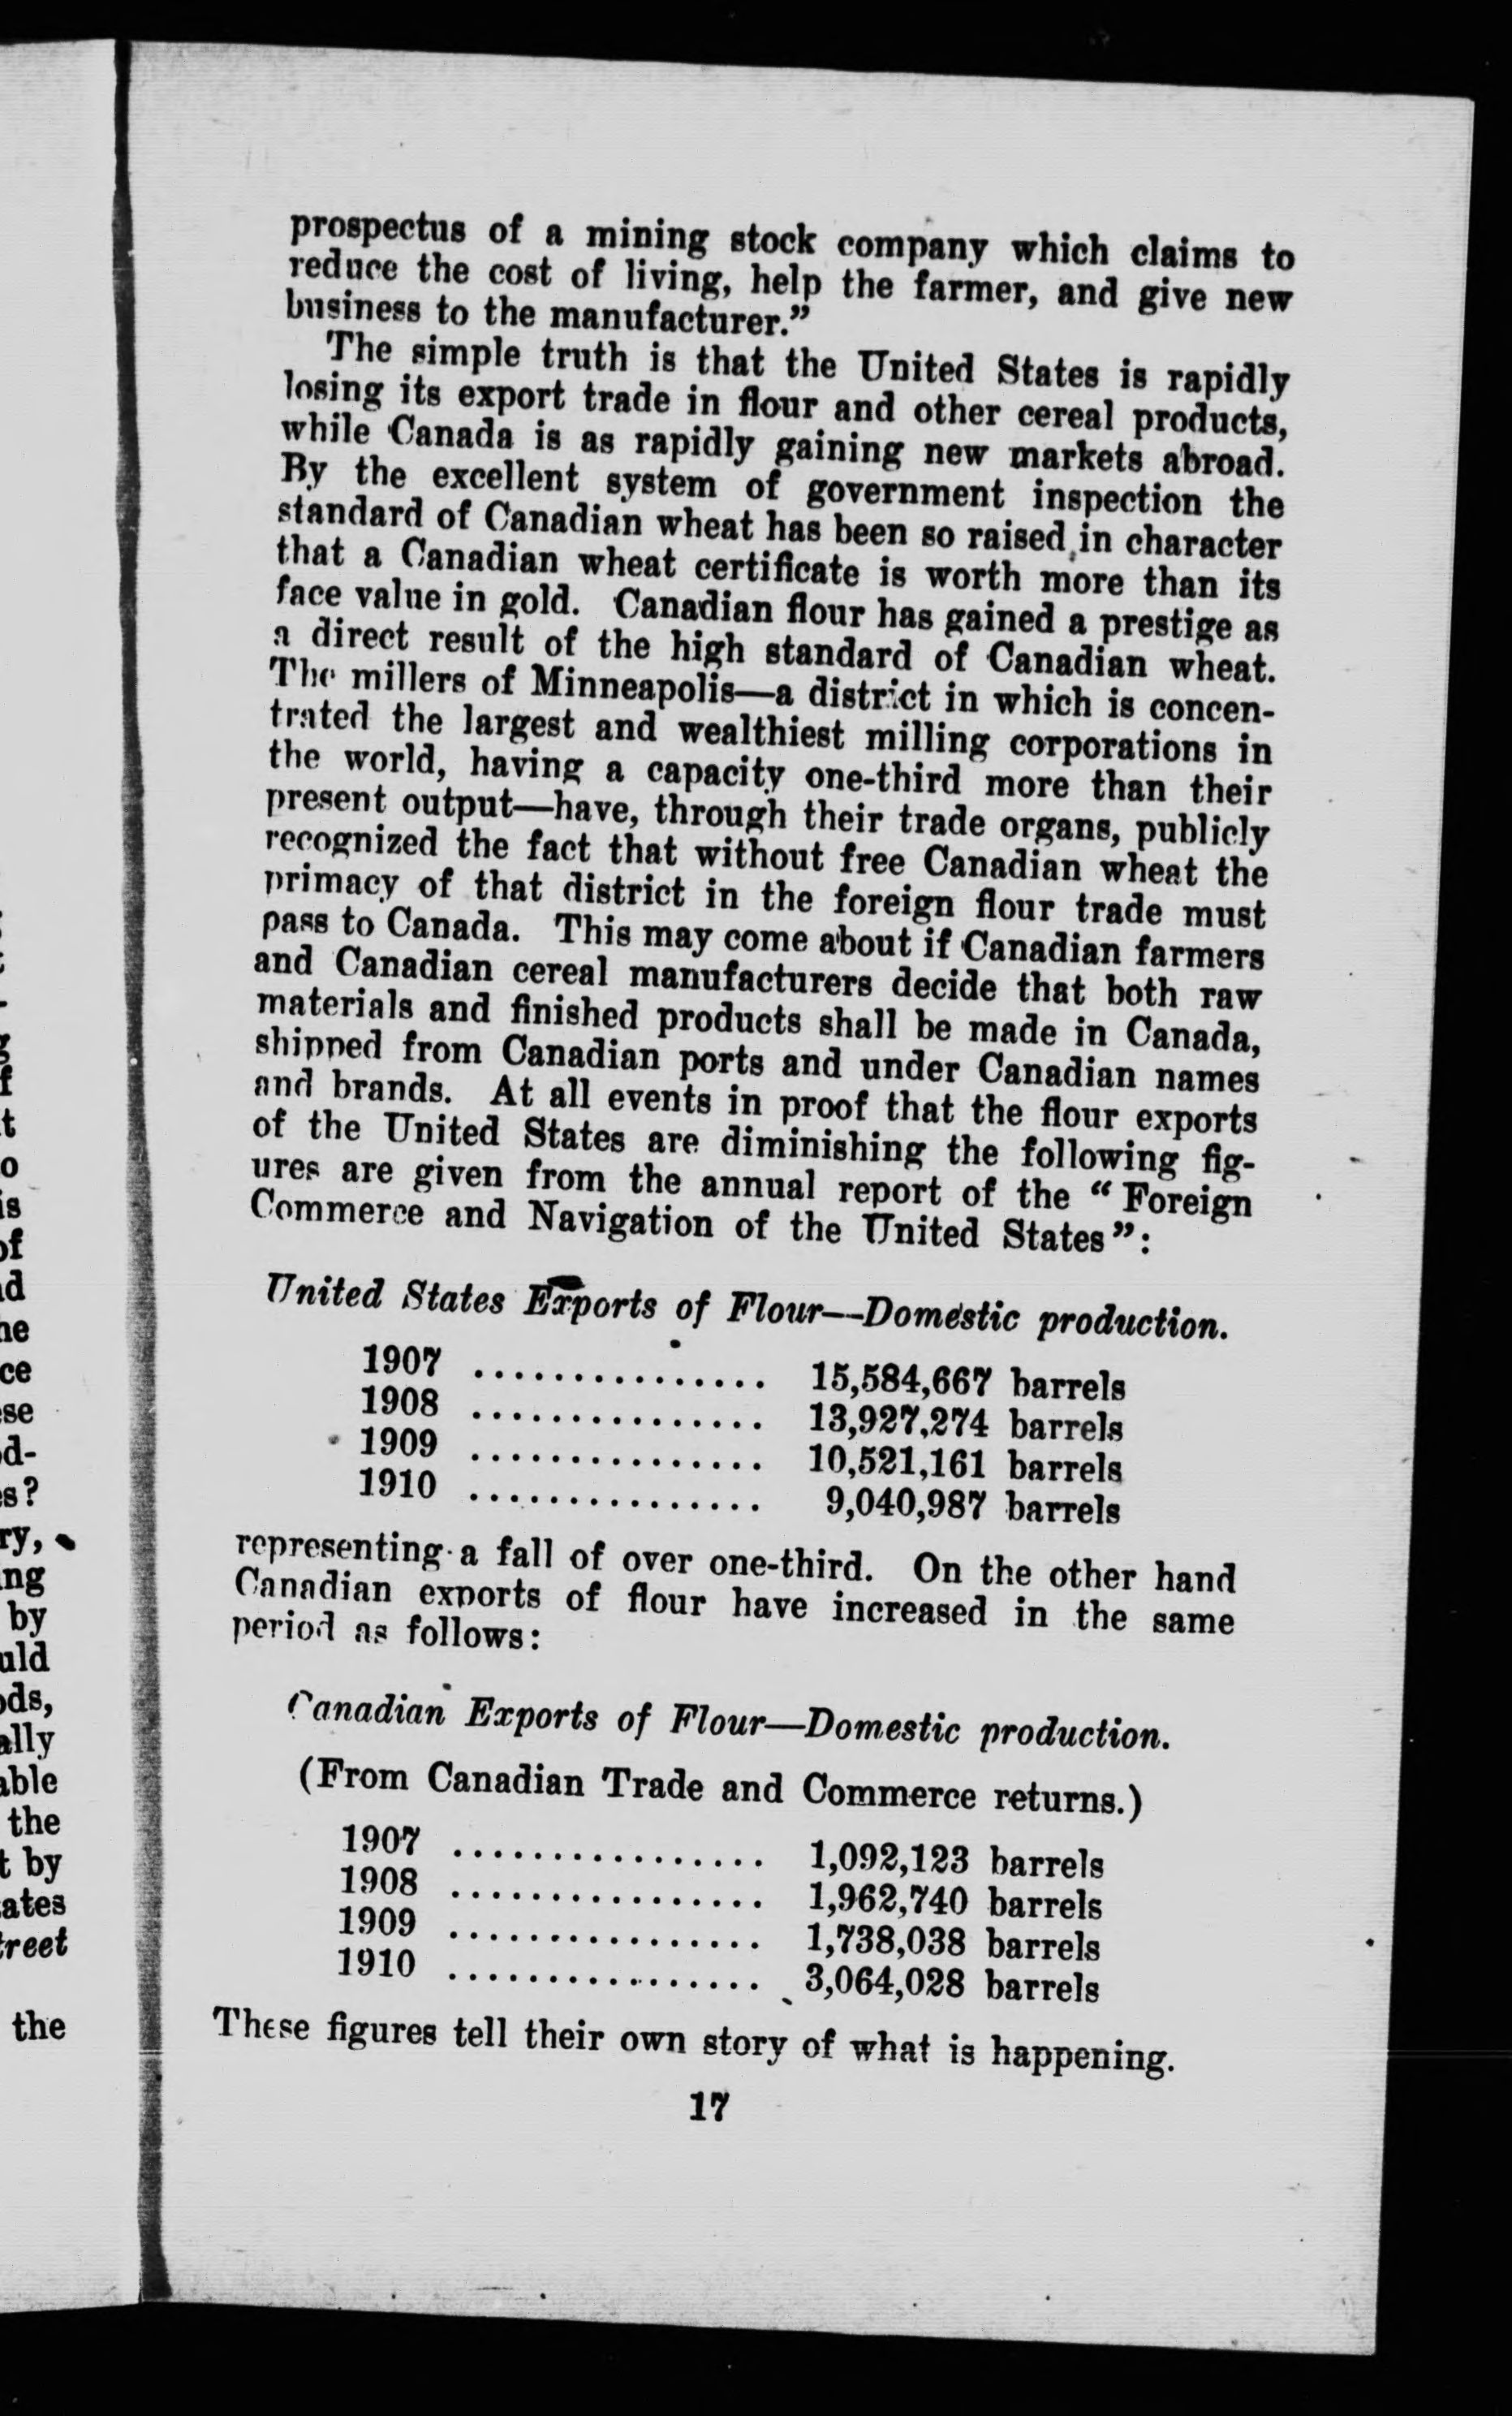 prospectus of a mining stock company which claims to
reduce the cost of living, help the farmer, and give new
business to the manufacturer.”
The simple truth is that the United States is rapidly
losing its export trade in flour and other cereal products,
while Canada is as rapidly gaining new markets abroad.
By the excellent system of government inspection the
standard of Canadian wheat has been so raised in character
that a Canadian wheat certificate is worth more than its
face value in gold. Canadian flour has gained a prestige as
a direct result of the high standard of Canadian wheat.
The millers of Minneapolis—a district in which is concen-
trated the largest and wealthiest milling corporations in
the world, having a capacity one-third more than their
present output—have, through their trade organs, publicly
recognized the fact that without free Canadian wheat the
primacy of that district in the foreign flour trade must
pass to Canada. This may come about if Canadian farmers
and Canadian cereal manufacturers decide that both raw
materials and finished products shall be made in Canada,
shipped from Canadian ports and under Canadian names
and brands. At all events in proof that the flour exports
of the United States are diminishing the following fig-
ures are given from the annual report of the “Foreign
Commerce and Navigation of the United States”:
United States Exports of Flour—Domestic production.
1907 ............... 15,584,667 barrels
1908 ............... 13,927,274 barrels
1909 ............... 10,521,161 barrels
1910 ............... 9,040,987 barrels
representing a fall of over one-third. On the other hand
Canadian exports of flour have increased in the same
period as follows:
Canadian Exports of Flour—Domestic production.
(From Canadian Trade and Commerce returns.)
1907 ................ 1,092,123 barrels
1908 ................ 1,962,740 barrels
1909 ................ 1,738,038 barrels
1910 ................ 3,064,028 barrels
These figures tell their own story of what is happening.
17